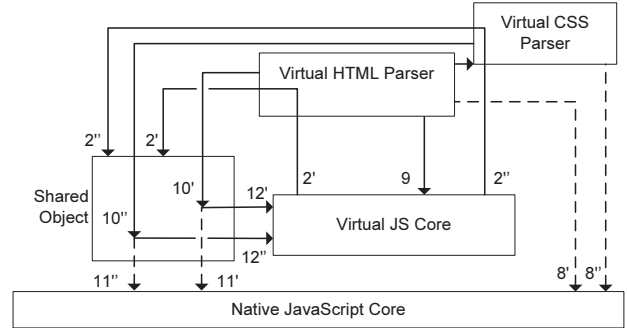 Virtual CSS
Parser
Virtual HTML Parser
2’’ 2’
2’ 9 2’’
10’ 12’
Shared
Object
10’’
Virtual JS Core
12’’
11’’ 11’ 8’ 8’’
Native JavaScript Core